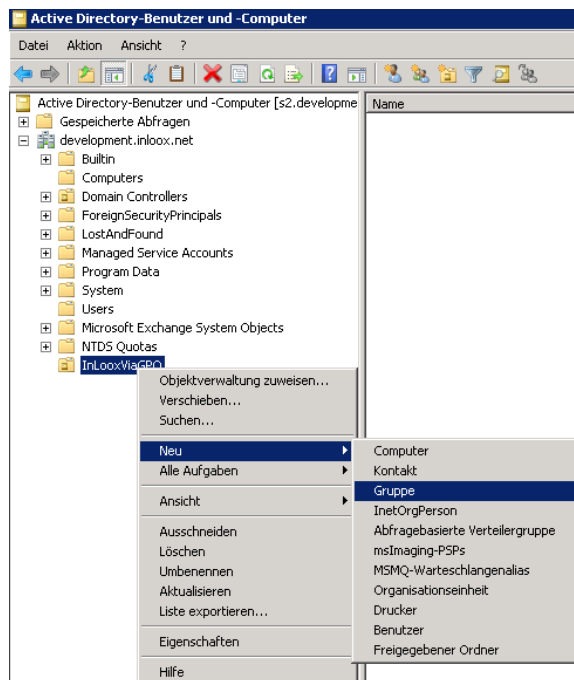 Active Directory-Benutzer und -Computer
Datei Aktion Ansicht ?
Active Directory-Benutzer und -Computer [s2.developme
Name
Gespeicherte Abfragen
development.inloox.net
Builtin
Computers
Domain Controllers
ForeignSecurityPrincipals
LostAndFound
Managed Service Accounts
Program Data
System
Users
Microsoft Exchange System Objects
NTDS Quotas
InLooxViaGPO
Objektverwaltung zuweisen...
Verschieben...
Suchen...
Neu
Alle Aufgaben
Ansicht
Ausschneiden
Löschen
Umbenennen
Aktualisieren
Liste exportieren...
Eigenschaften
Hilfe
Computer
Kontakt
Gruppe
InetOrgPerson
Abfragebasierte Verteilergruppe
msImaging-PSPs
MSMQ-Warteschlangenalias
Organisationseinheit
Drucker
Benutzer
Freigegebener Ordner